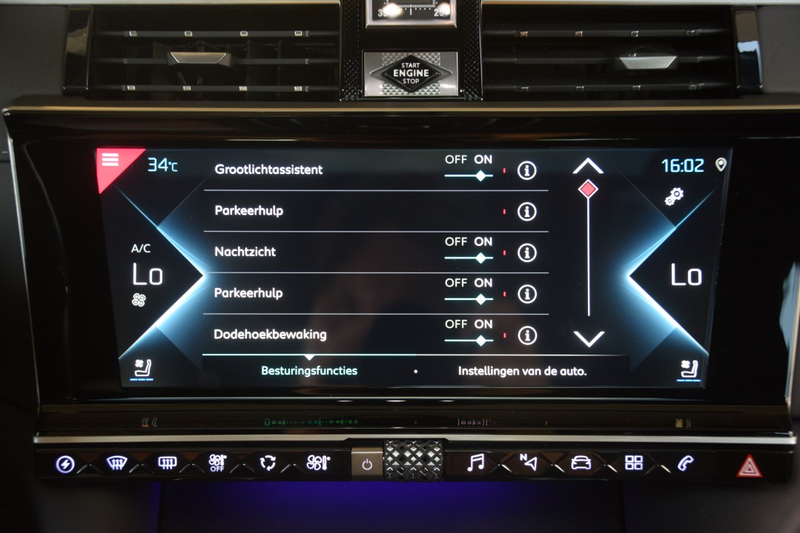 START
ENGINE
STOP
34°C
Grootlichtassistent OFF ON
16:02
Parkeerhulp
A/C
Lo
Nachtzicht OFF ON
Lo
Parkeerhulp OFF ON
Dodehoekbewaking OFF ON
Besturingsfuncties
Instellingen van de auto.
OFF
N